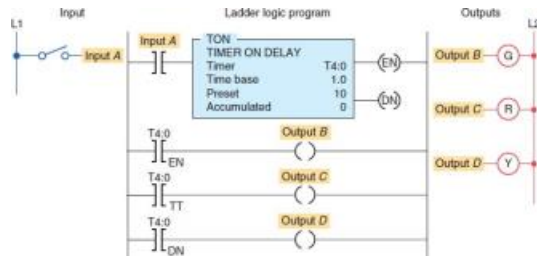 Input
Ladder logic program
Outputs
L1
L2
Input A
Input A
TON
TIMER ON DELAY
Timer T4:0
Time base 1.0
Preset 10
Accumulated 0
EN
DN
Output B
G
Output C
R
Output D
Y
T4:0
EN
Output B
T4:0
TT
Output C
T4:0
DN
Output D